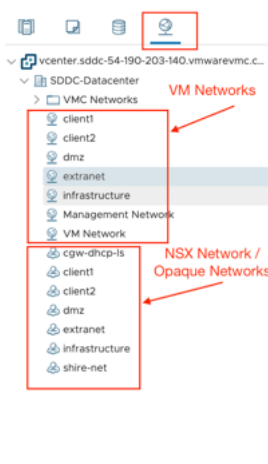 vcenter.sddc-54-190-203-140.vmwarevmc.c...
SDDC-Datacenter
VM Networks
VMC Networks
client1
client2
dmz
extranet
infrastructure
Management Network
VM Network
cgw-dhcp-ls
NSX Network /
Opaque Networks
client1
client2
dmz
extranet
infrastructure
shire-net